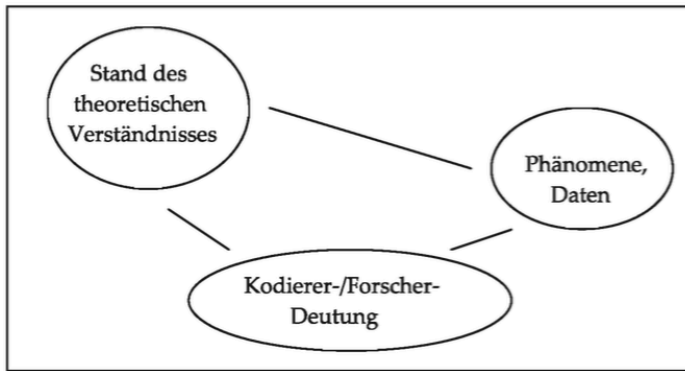 Stand des
theoretischen
Verständnisses
Phänomene,
Daten
Kodierer-/Forscher-
Deutung